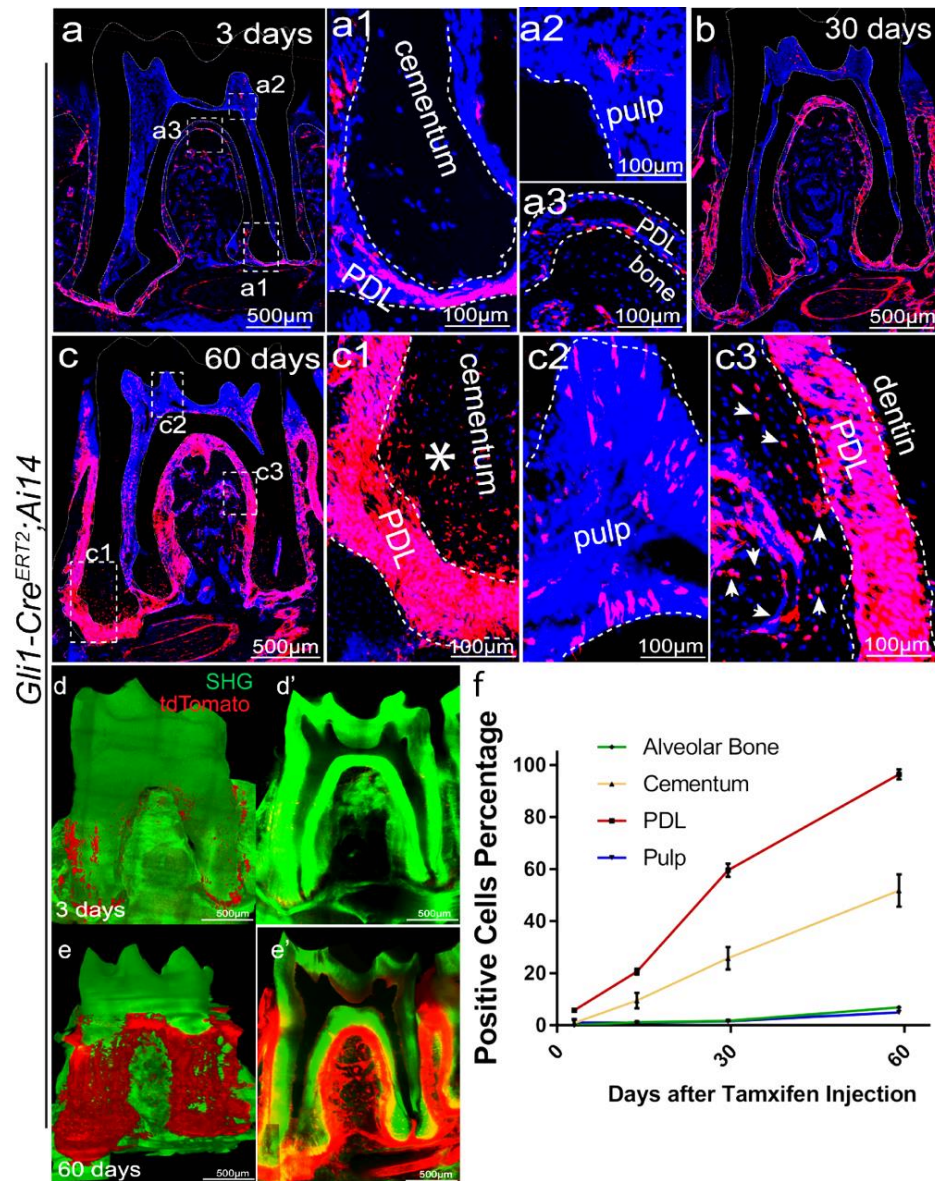 Gli1-Cre^ERT2;Ai14
a 3 days
a1
a2
a3
500μm
a1
cementum
PDL
100μm
a2
pulp
100μm
a3
PDL
bone
100μm
b 30 days
500μm
c 60 days
c1
c2
c3
500μm
c1
cementum
*
PDL
100μm
c2
pulp
100μm
c3
dentin
PDL
100μm
d
SHG
tdTomato
3 days
500μm
d'
500μm
e
60 days
500μm
e'
500μm
f
Alveolar Bone
Cementum
PDL
Pulp
Positive Cells Percentage
100
80
60
40
20
0
0
30
60
Days after Tamxifen Injection